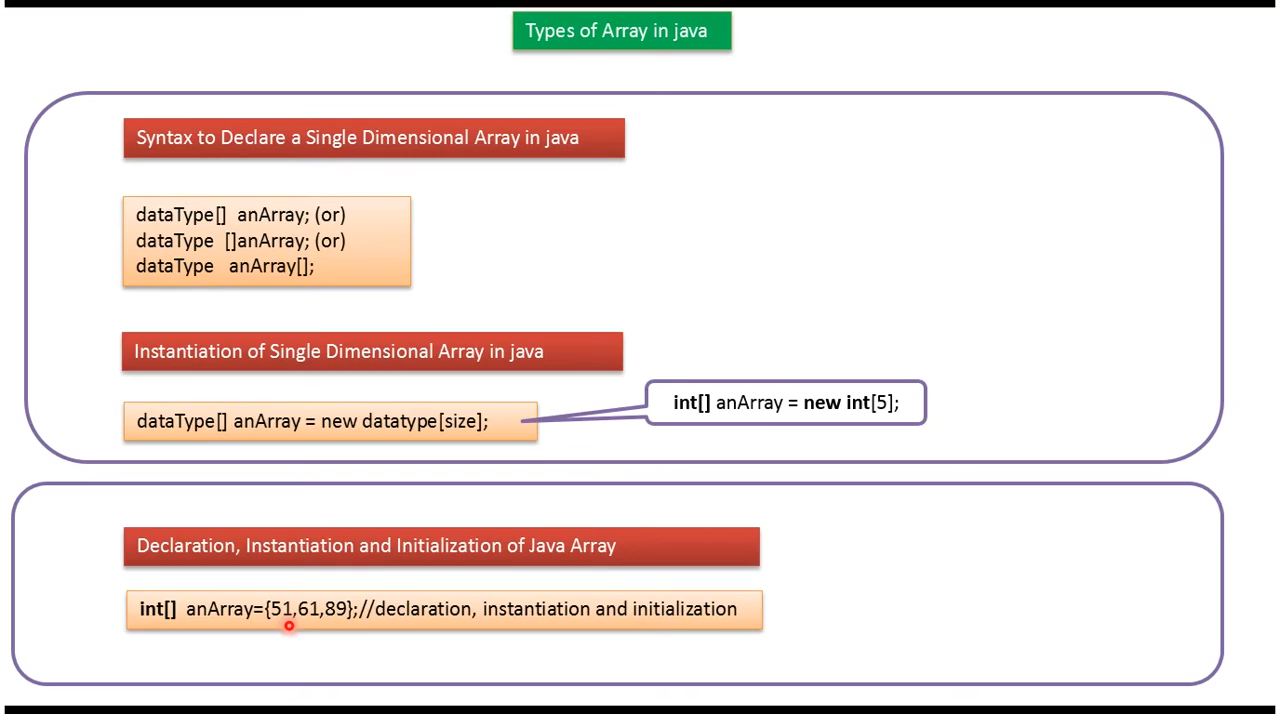 Types of Array in java
Syntax to Declare a Single Dimensional Array in java
dataType[] anArray; (or)
dataType []anArray; (or)
dataType anArray[];
Instantiation of Single Dimensional Array in java
dataType[] anArray = new datatype[size];
int[] anArray = new int[5];
Declaration, Instantiation and Initialization of Java Array
int[] anArray={51,61,89};//declaration, instantiation and initialization